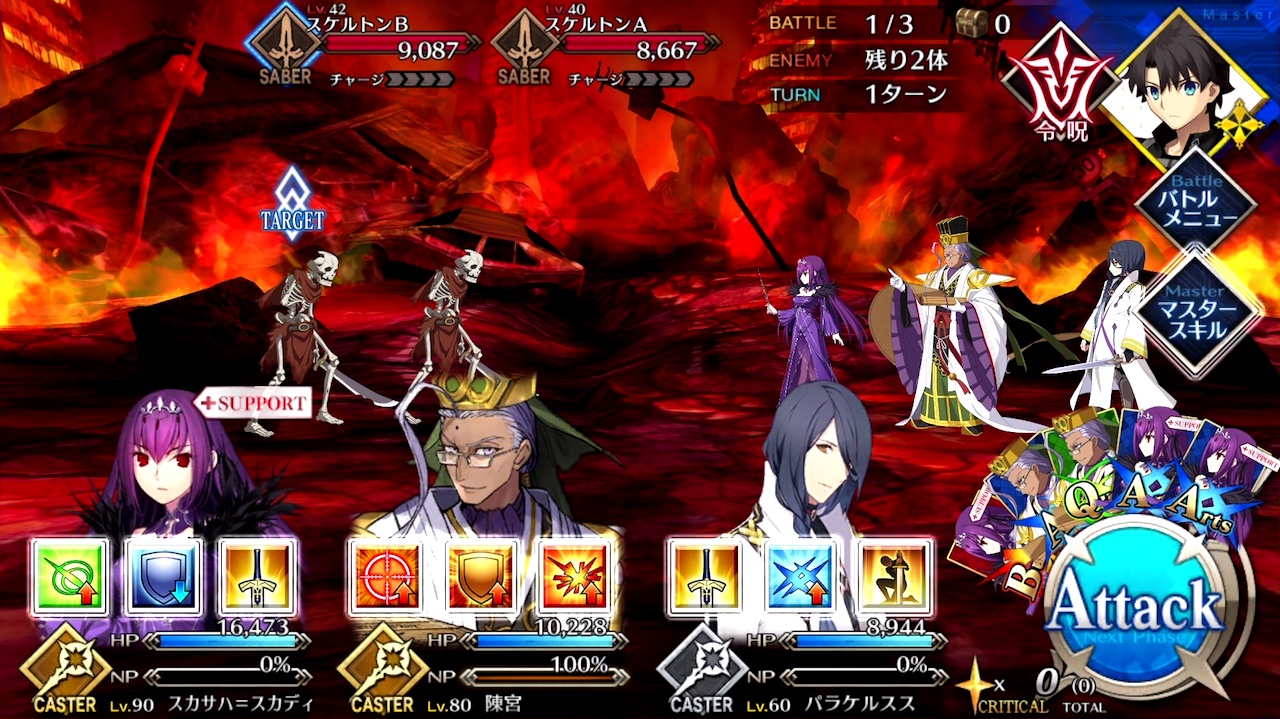 Lv.42
スケルトンB
9,087
SABER
チャージ
Lv.40
スケルトンA
8,667
SABER
チャージ
BATTLE 1/3
0
ENEMY 残り2体
TURN 1ターン
Master
令呪
Battle
バトル
メニュー
Master
マスター
スキル
TARGET
+SUPPORT
+SUPPORT
+SUPPORT
B A Q A Arts
Attack
Next Phase
HP 16,473
NP 0%
CASTER Lv.90 スカサハ=スカディ
HP 10,228
NP 100%
CASTER Lv.80 陳宮
HP 8,944
NP 0%
CASTER Lv.60 パラケルスス
x 0 (0)
CRITICAL TOTAL